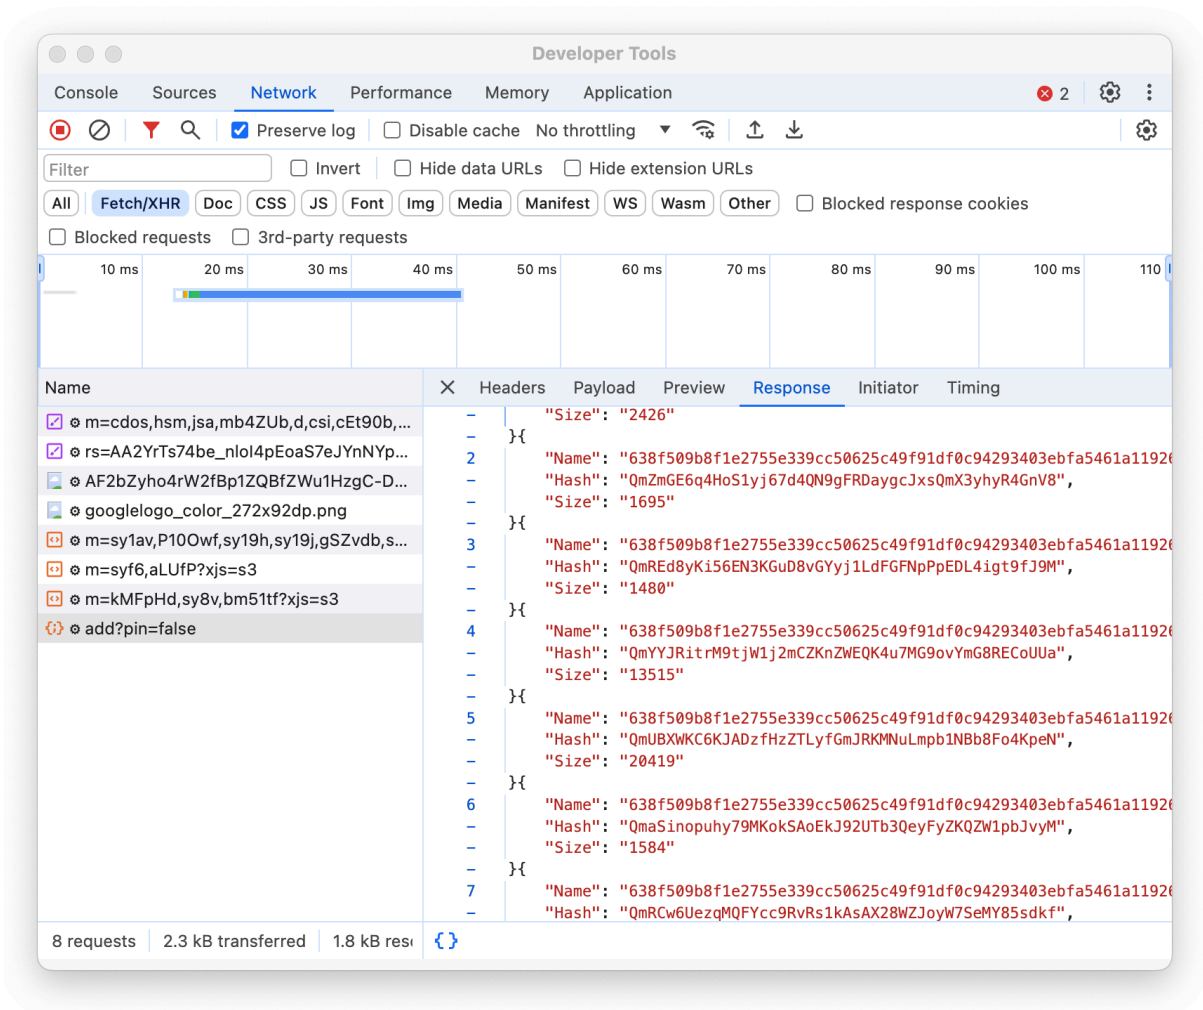 Developer Tools
Console Sources Network Performance Memory Application 2
Preserve log Disable cache No throttling
Filter Invert Hide data URLs Hide extension URLs
All Fetch/XHR Doc CSS JS Font Img Media Manifest WS Wasm Other Blocked response cookies
Blocked requests 3rd-party requests
10 ms 20 ms 30 ms 40 ms 50 ms 60 ms 70 ms 80 ms 90 ms 100 ms 110
Name
m=cdos,hsm,jsa,mb4ZUb,d,csi,cEt90b,...
rs=AA2YrTs74be_nloI4pEoaS7eJYnNYp...
AF2bZyho4rW2fBp1ZQBfZWu1HzgC-D...
googlelogo_color_272x92dp.png
m=sy1av,P10Owf,sy19h,sy19j,gSZvdb,s...
m=syf6,aLUfP?xjs=s3
m=kMFpHd,sy8v,bm51tf?xjs=s3
add?pin=false
8 requests 2.3 kB transferred 1.8 kB res
Headers Payload Preview Response Initiator Timing
– "Size": "2426"
– }{
2 "Name": "638f509b8f1e2755e339cc50625c49f91df0c94293403ebfa5461a11926
– "Hash": "QmZmGE6q4HoS1yj67d4QN9gFRDaygcJxsQmX3yhyR4GnV8",
– "Size": "1695"
– }{
3 "Name": "638f509b8f1e2755e339cc50625c49f91df0c94293403ebfa5461a11926
– "Hash": "QmREd8yKi56EN3KGuD8vGYyj1LdFGFNpPpEDL4igt9fJ9M",
– "Size": "1480"
– }{
4 "Name": "638f509b8f1e2755e339cc50625c49f91df0c94293403ebfa5461a11926
– "Hash": "QmYYJRitrM9tjW1j2mCZKnZWEQK4u7MG9ovYmG8RECoUUa",
– "Size": "13515"
– }{
5 "Name": "638f509b8f1e2755e339cc50625c49f91df0c94293403ebfa5461a11926
– "Hash": "QmUBXWKC6KJADzfHzZTLyfGmJRKMNuLmpb1NBb8Fo4KpeN",
– "Size": "20419"
– }{
6 "Name": "638f509b8f1e2755e339cc50625c49f91df0c94293403ebfa5461a11926
– "Hash": "QmaSinopuhy79MKokSAoEkJ92UTb3QeyFyZKQZW1pbJvyM",
– "Size": "1584"
– }{
7 "Name": "638f509b8f1e2755e339cc50625c49f91df0c94293403ebfa5461a11926
– "Hash": "QmRCw6UezqMQFYcc9RvRs1kAsAX28WZJoyW7SeMY85sdkf",
{ }